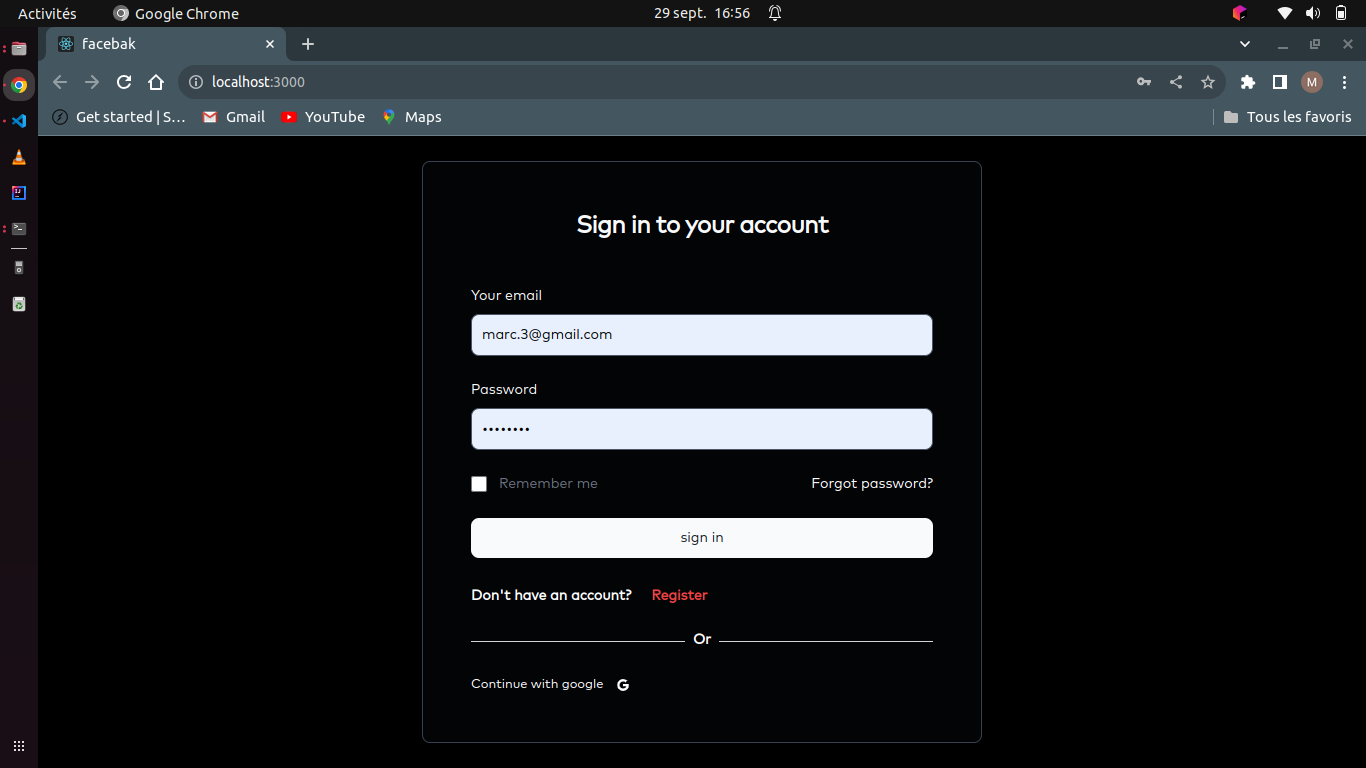 Activités Google Chrome 29 sept. 16:56
facebak
localhost:3000 M
Get started | S... Gmail YouTube Maps Tous les favoris
Sign in to your account
Your email
marc.3@gmail.com
Password
••••••••
Remember me Forgot password?
sign in
Don't have an account? Register
Or
Continue with google G